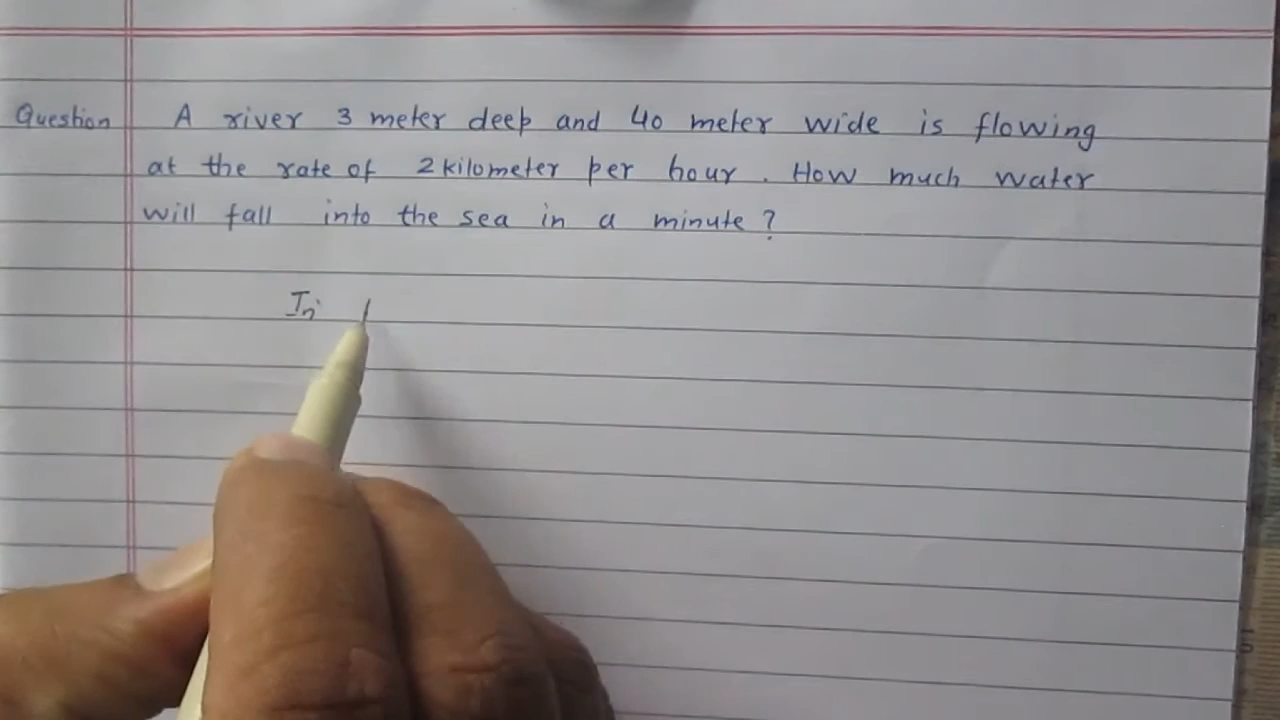 Question A river 3 meter deep and 40 meter wide is flowing
at the rate of 2 kilometer per hour. How much water
will fall into the sea in a minute?
In